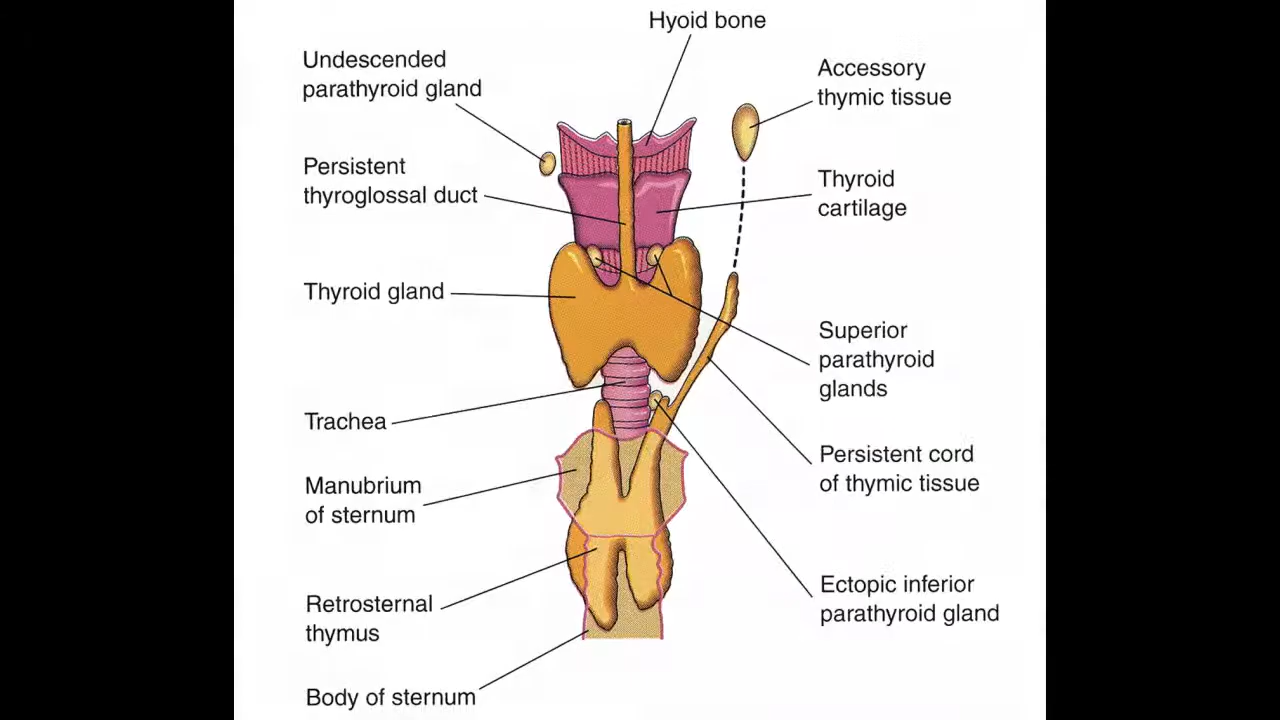 Hyoid bone
Undescended
parathyroid gland
Persistent
thyroglossal duct
Thyroid gland
Trachea
Manubrium
of sternum
Retrosternal
thymus
Body of sternum
Accessory
thymic tissue
Thyroid
cartilage
Superior
parathyroid
glands
Persistent cord
of thymic tissue
Ectopic inferior
parathyroid gland